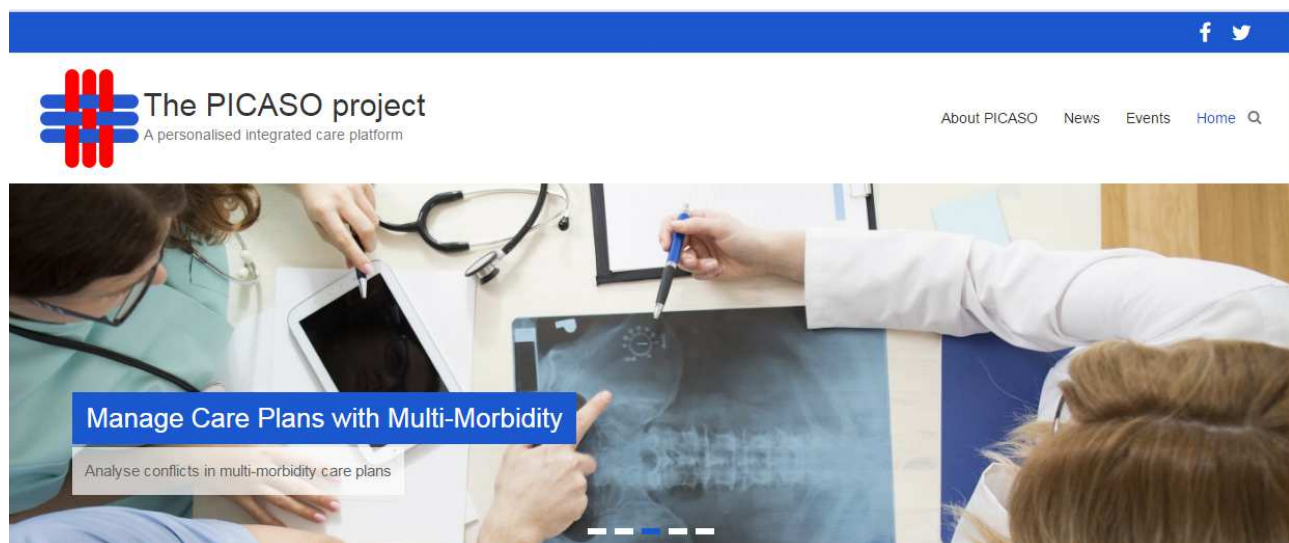 The PICASO project
A personalised integrated care platform
About PICASO News Events Home
Manage Care Plans with Multi-Morbidity
Analyse conflicts in multi-morbidity care plans